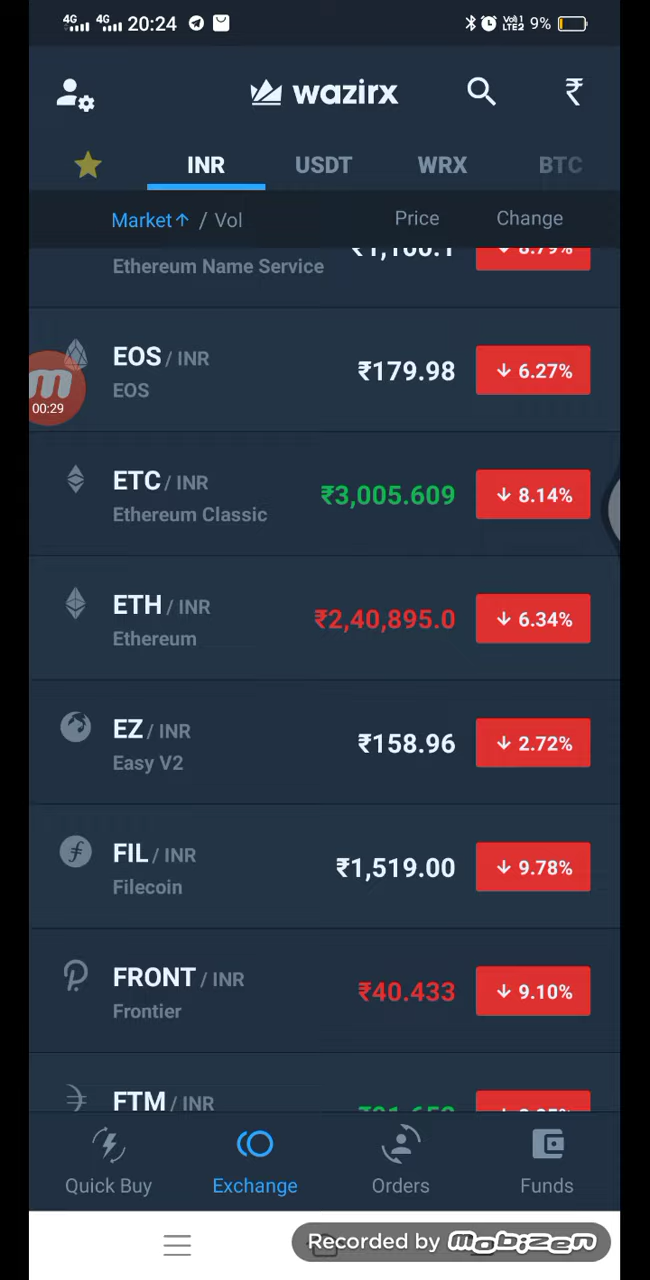 4G 4G 20:24 Vo1) LTE2 9%
wazirx ₹
INR USDT WRX BTC
Market↑ / Vol Price Change
Ethereum Name Service
EOS / INR ₹179.98 ↓ 6.27%
EOS
00:29
ETC / INR ₹3,005.609 ↓ 8.14%
Ethereum Classic
ETH / INR ₹2,40,895.0 ↓ 6.34%
Ethereum
EZ / INR ₹158.96 ↓ 2.72%
Easy V2
FIL / INR ₹1,519.00 ↓ 9.78%
Filecoin
FRONT / INR ₹40.433 ↓ 9.10%
Frontier
FTM / INR
Quick Buy Exchange Orders Funds
Recorded by mobizen